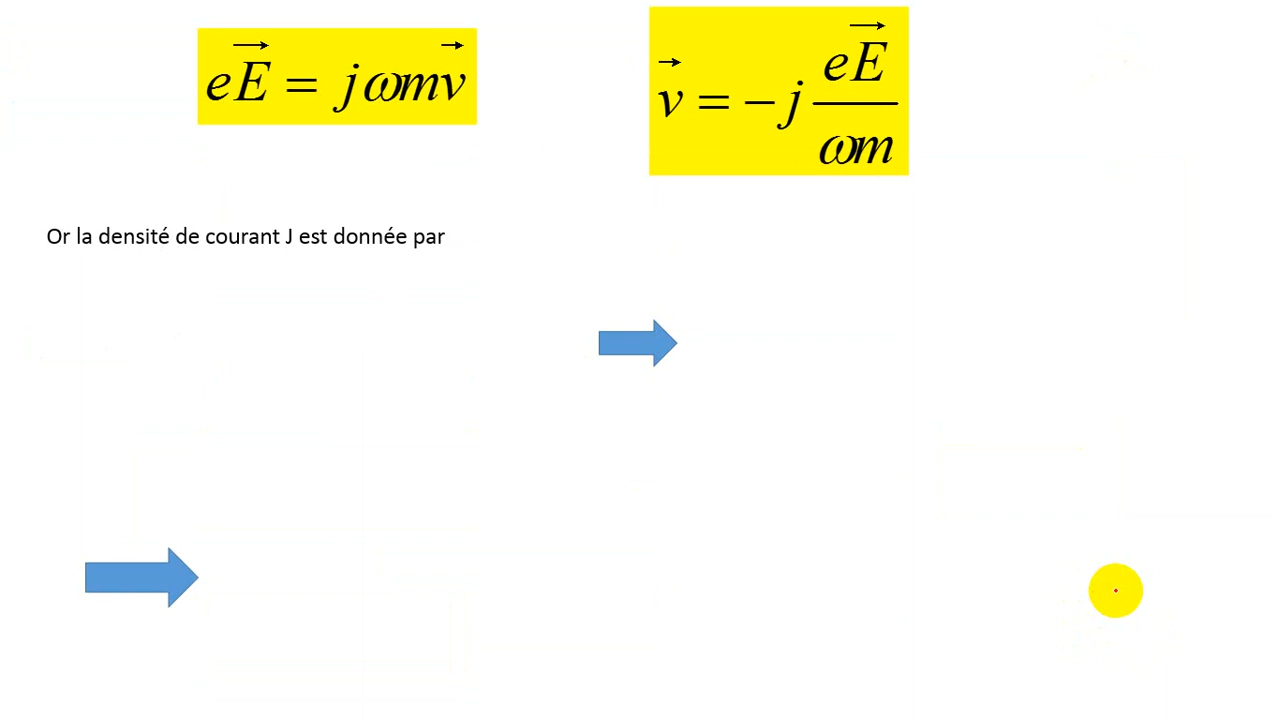 eE⃗ = jωmv⃗
v⃗ = −j eE⃗ / ωm
Or la densité de courant J est donnée par